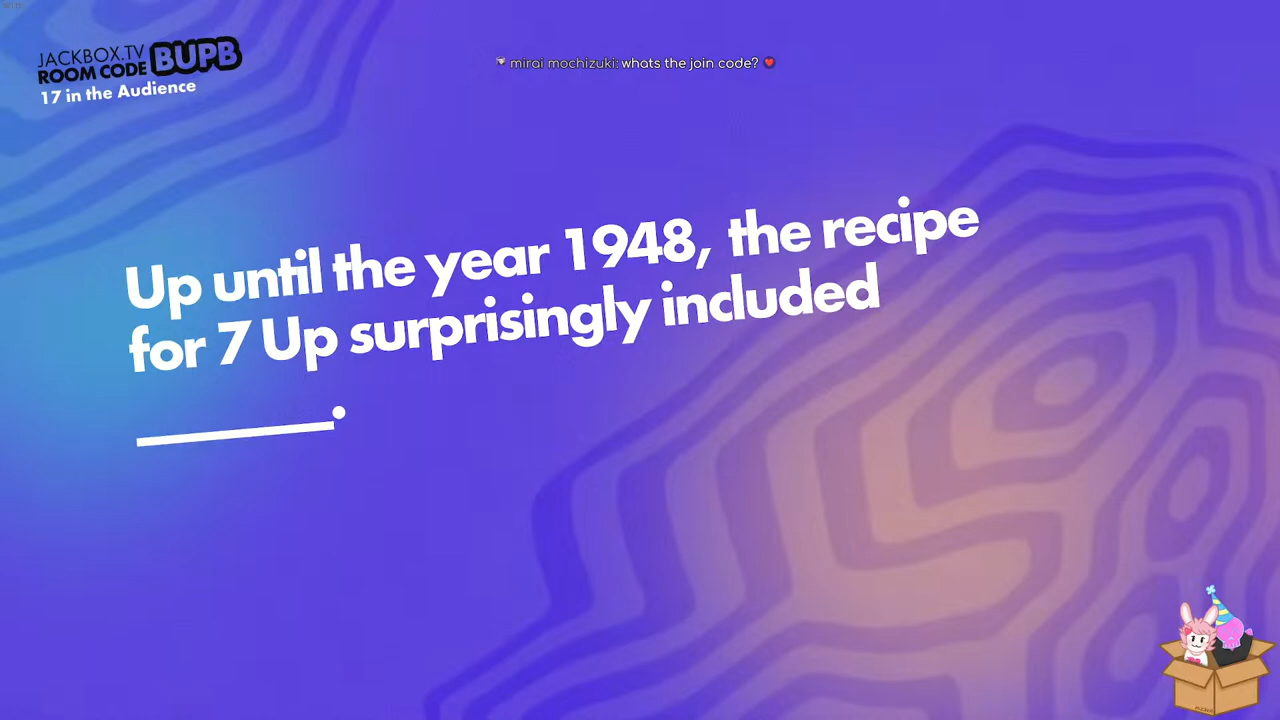 JACKBOX.TV
ROOM CODE BUPB
17 in the Audience
mirai mochizuki: whats the join code?
Up until the year 1948, the recipe
for 7 Up surprisingly included
_______.